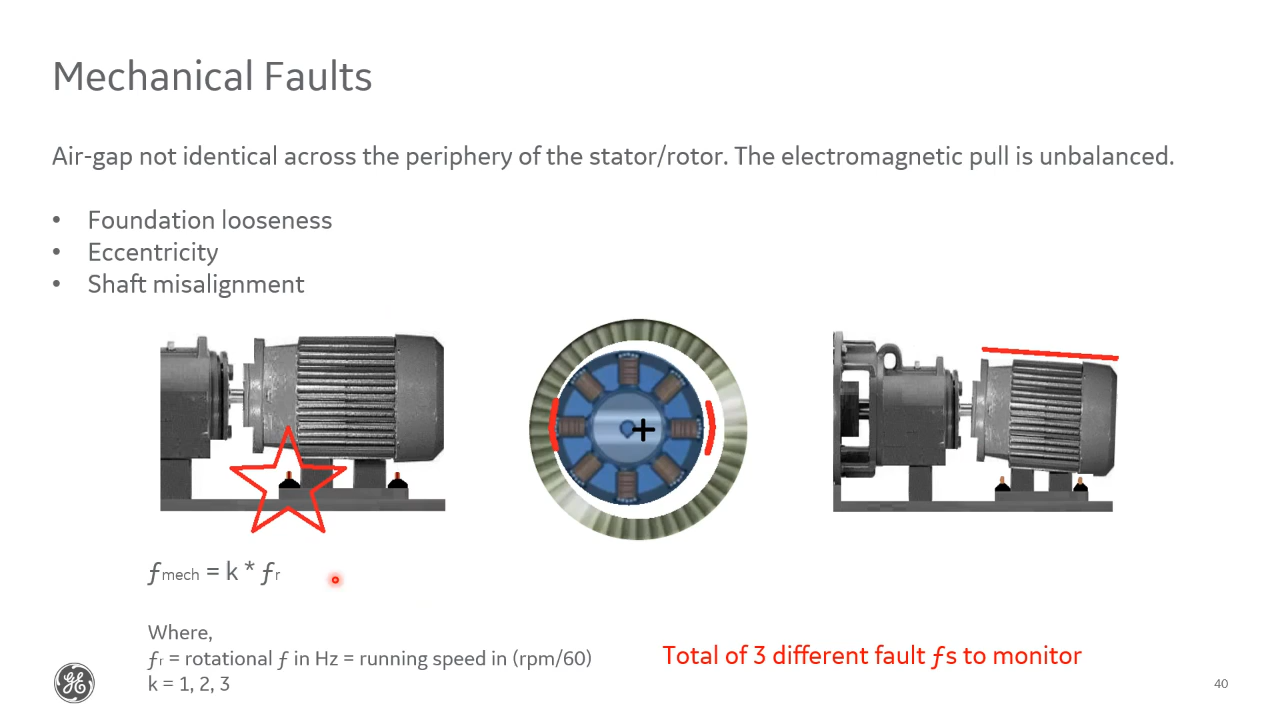 Mechanical Faults
Air-gap not identical across the periphery of the stator/rotor. The electromagnetic pull is unbalanced.
• Foundation looseness
• Eccentricity
• Shaft misalignment
ƒmech = k * ƒr
Where,
ƒr = rotational ƒ in Hz = running speed in (rpm/60)
k = 1, 2, 3
Total of 3 different fault ƒs to monitor
GE
40